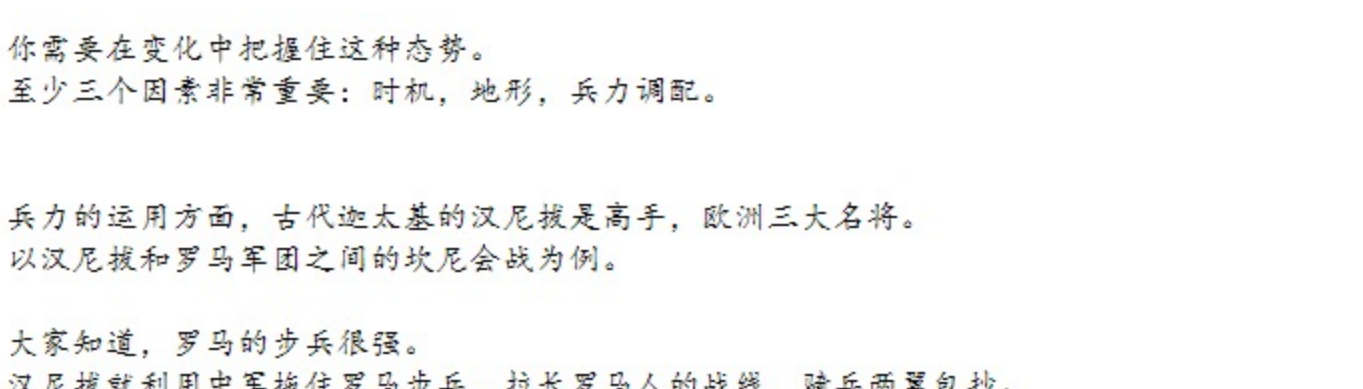 你需要在变化中把握住这种态势。
至少三个因素非常重要：时机，地形，兵力调配。
兵力的运用方面，古代迦太基的汉尼拔是高手，欧洲三大名将。
以汉尼拔和罗马军团之间的坎尼会战为例。
大家知道，罗马的步兵很强。
汉尼拔就利用中军拖住罗马步兵，拉长罗马人的战线，骑兵两翼包抄。